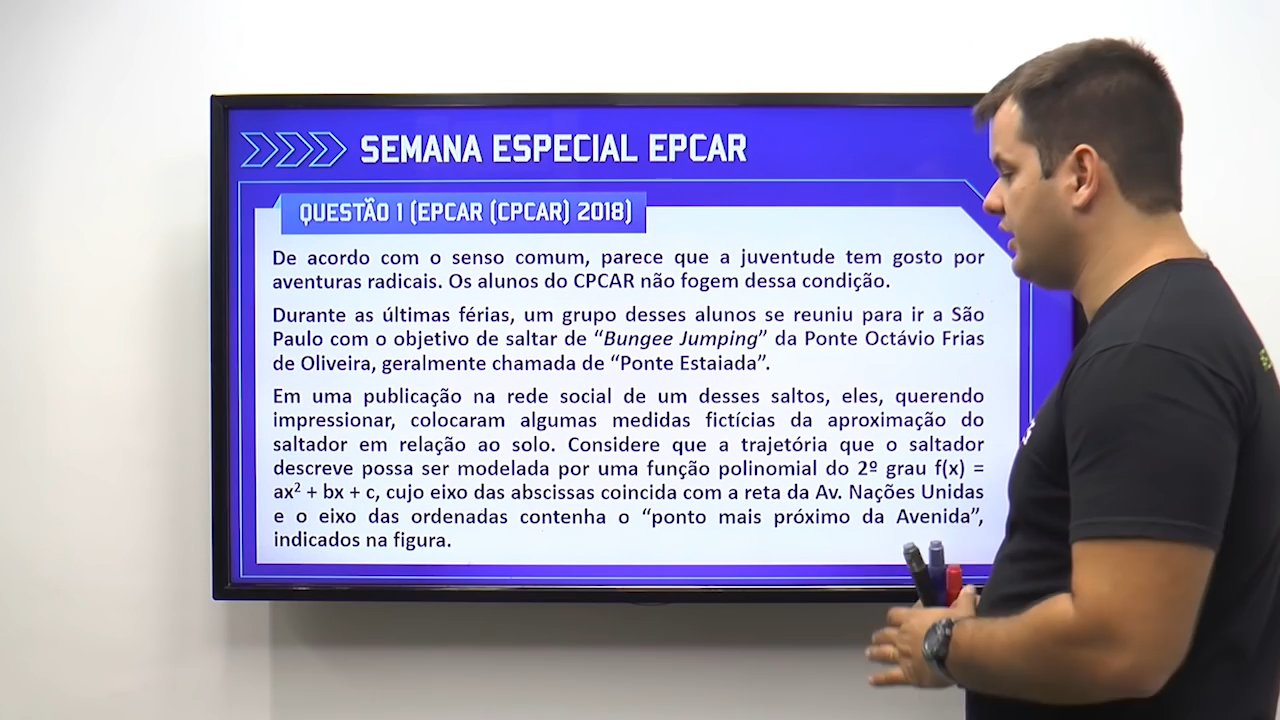 SEMANA ESPECIAL EPCAR
QUESTÃO 1 (EPCAR (CPCAR) 2018)
De acordo com o senso comum, parece que a juventude tem gosto por
aventuras radicais. Os alunos do CPCAR não fogem dessa condição.
Durante as últimas férias, um grupo desses alunos se reuniu para ir a São
Paulo com o objetivo de saltar de “Bungee Jumping” da Ponte Octávio Frias
de Oliveira, geralmente chamada de “Ponte Estaiada”.
Em uma publicação na rede social de um desses saltos, eles, querendo
impressionar, colocaram algumas medidas fictícias da aproximação do
saltador em relação ao solo. Considere que a trajetória que o saltador
descreve possa ser modelada por uma função polinomial do 2º grau f(x) =
ax² + bx + c, cujo eixo das abscissas coincida com a reta da Av. Nações Unidas
e o eixo das ordenadas contenha o “ponto mais próximo da Avenida”,
indicados na figura.